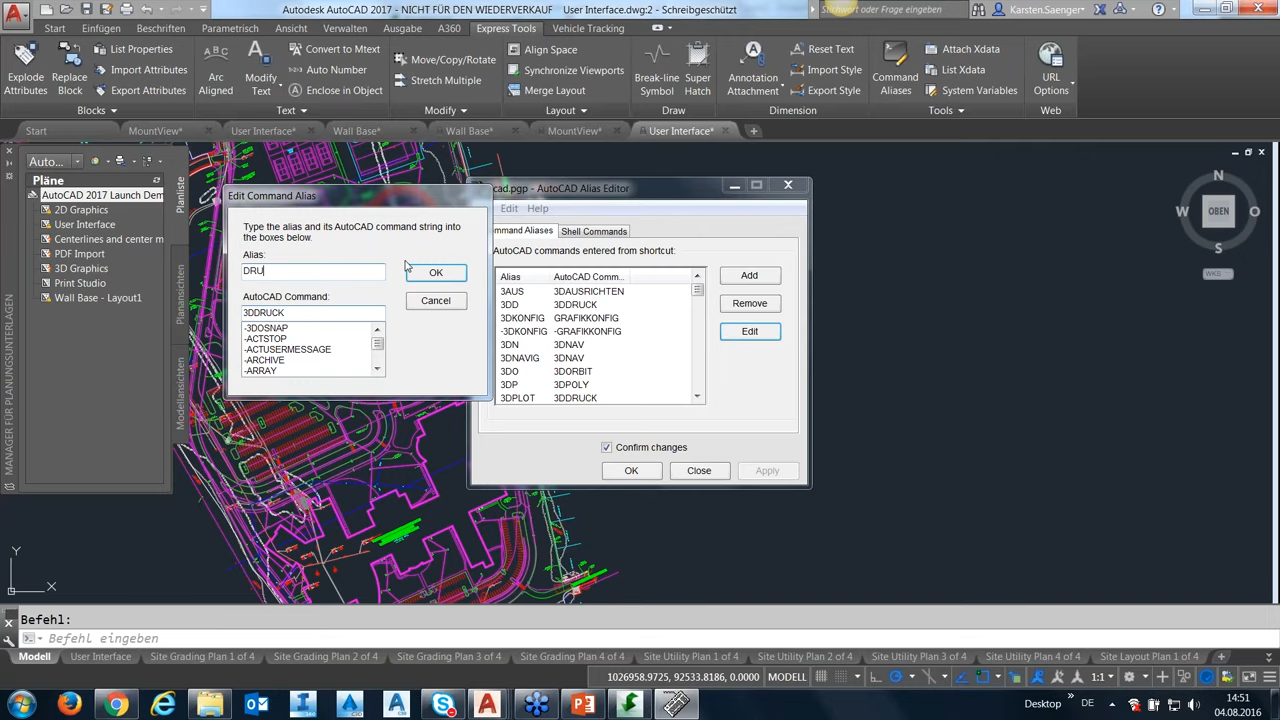 Autodesk AutoCAD 2017 - NICHT FÜR DEN WIEDERVERKAUF User Interface.dwg:2 - Schreibgeschützt
Stichwort oder Frage eingeben
Karsten.Saenger
Start Einfügen Beschriften Parametrisch Ansicht Verwalten Ausgabe A360 Express Tools Vehicle Tracking
Explode Attributes
Replace Block
List Properties
Import Attributes
Export Attributes
Arc Aligned
Modify Text
Convert to Mtext
Auto Number
Enclose in Object
Move/Copy/Rotate
Stretch Multiple
Align Space
Synchronize Viewports
Merge Layout
Break-line Symbol
Super Hatch
Annotation Attachment
Reset Text
Import Style
Export Style
Command Aliases
Attach Xdata
List Xdata
System Variables
URL Options
Blocks Text Modify Layout Draw Dimension Tools Web
Start MountView* User Interface* Wall Base* Wall Base* MountView* User Interface*
Auto...
Pläne
AutoCAD 2017 Launch Dem
2D Graphics
User Interface
Centerlines and center m
PDF Import
3D Graphics
Print Studio
Wall Base - Layout1
Planliste
Planansichten
Modellansichten
MANAGER FÜR PLANUNGSUNTERLAGEN
Edit Command Alias
Type the alias and its AutoCAD command string into
the boxes below.
Alias:
DRU
OK
AutoCAD Command:
Cancel
3DDRUCK
-3DOSNAP
-ACTSTOP
-ACTUSERMESSAGE
-ARCHIVE
-ARRAY
cad.pgp - AutoCAD Alias Editor
Edit Help
mmand Aliases Shell Commands
AutoCAD commands entered from shortcut:
Alias AutoCAD Comm...
3AUS 3DAUSRICHTEN
3DD 3DDRUCK
3DKONFIG GRAFIKKONFIG
-3DKONFIG -GRAFIKKONFIG
3DN 3DNAV
3DNAVIG 3DNAV
3DO 3DORBIT
3DP 3DPOLY
3DPLOT 3DDRUCK
Add
Remove
Edit
Confirm changes
OK Close Apply
N
W OBEN O
S
WKS
Y
X
Befehl:
Befehl eingeben
Modell User Interface Site Grading Plan 1 of 4 Site Grading Plan 2 of 4 Site Grading Plan 3 of 4 Site Grading Plan 4 of 4 Site Utility Plan 1 of 4 Site Utility Plan 2 of 4 Site Utility Plan 3 of 4 Site Utility Plan 4 of 4 Site Layout Plan 1 of 4
1026958.9725, 92533.8186, 0.0000 MODELL 1:1
Desktop DE 14:51
04.08.2016